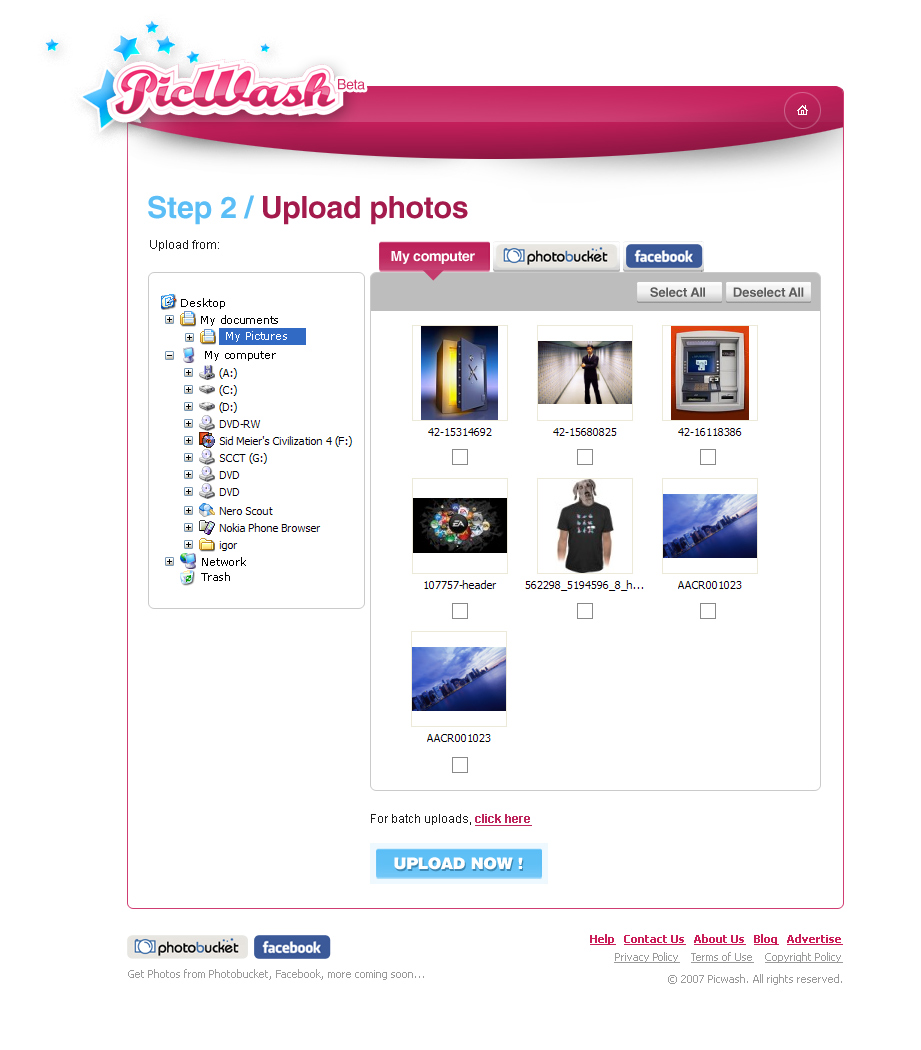 PicWash Beta
Step 2 / Upload photos
Upload from:
My computer photobucket facebook
Select All Deselect All
Desktop
My documents
My Pictures
My computer
(A:)
(C:)
(D:)
DVD-RW
Sid Meier's Civilization 4 (F:)
SCCT (G:)
DVD
DVD
Nero Scout
Nokia Phone Browser
igor
Network
Trash
42-15314692 42-15680825 42-16118386
EA
107757-header 562298_5194596_8_h... AACR001023
AACR001023
For batch uploads, click here
UPLOAD NOW !
photobucket facebook
Get Photos from Photobucket, Facebook, more coming soon...
Help Contact Us About Us Blog Advertise
Privacy Policy Terms of Use Copyright Policy
© 2007 Picwash. All rights reserved.